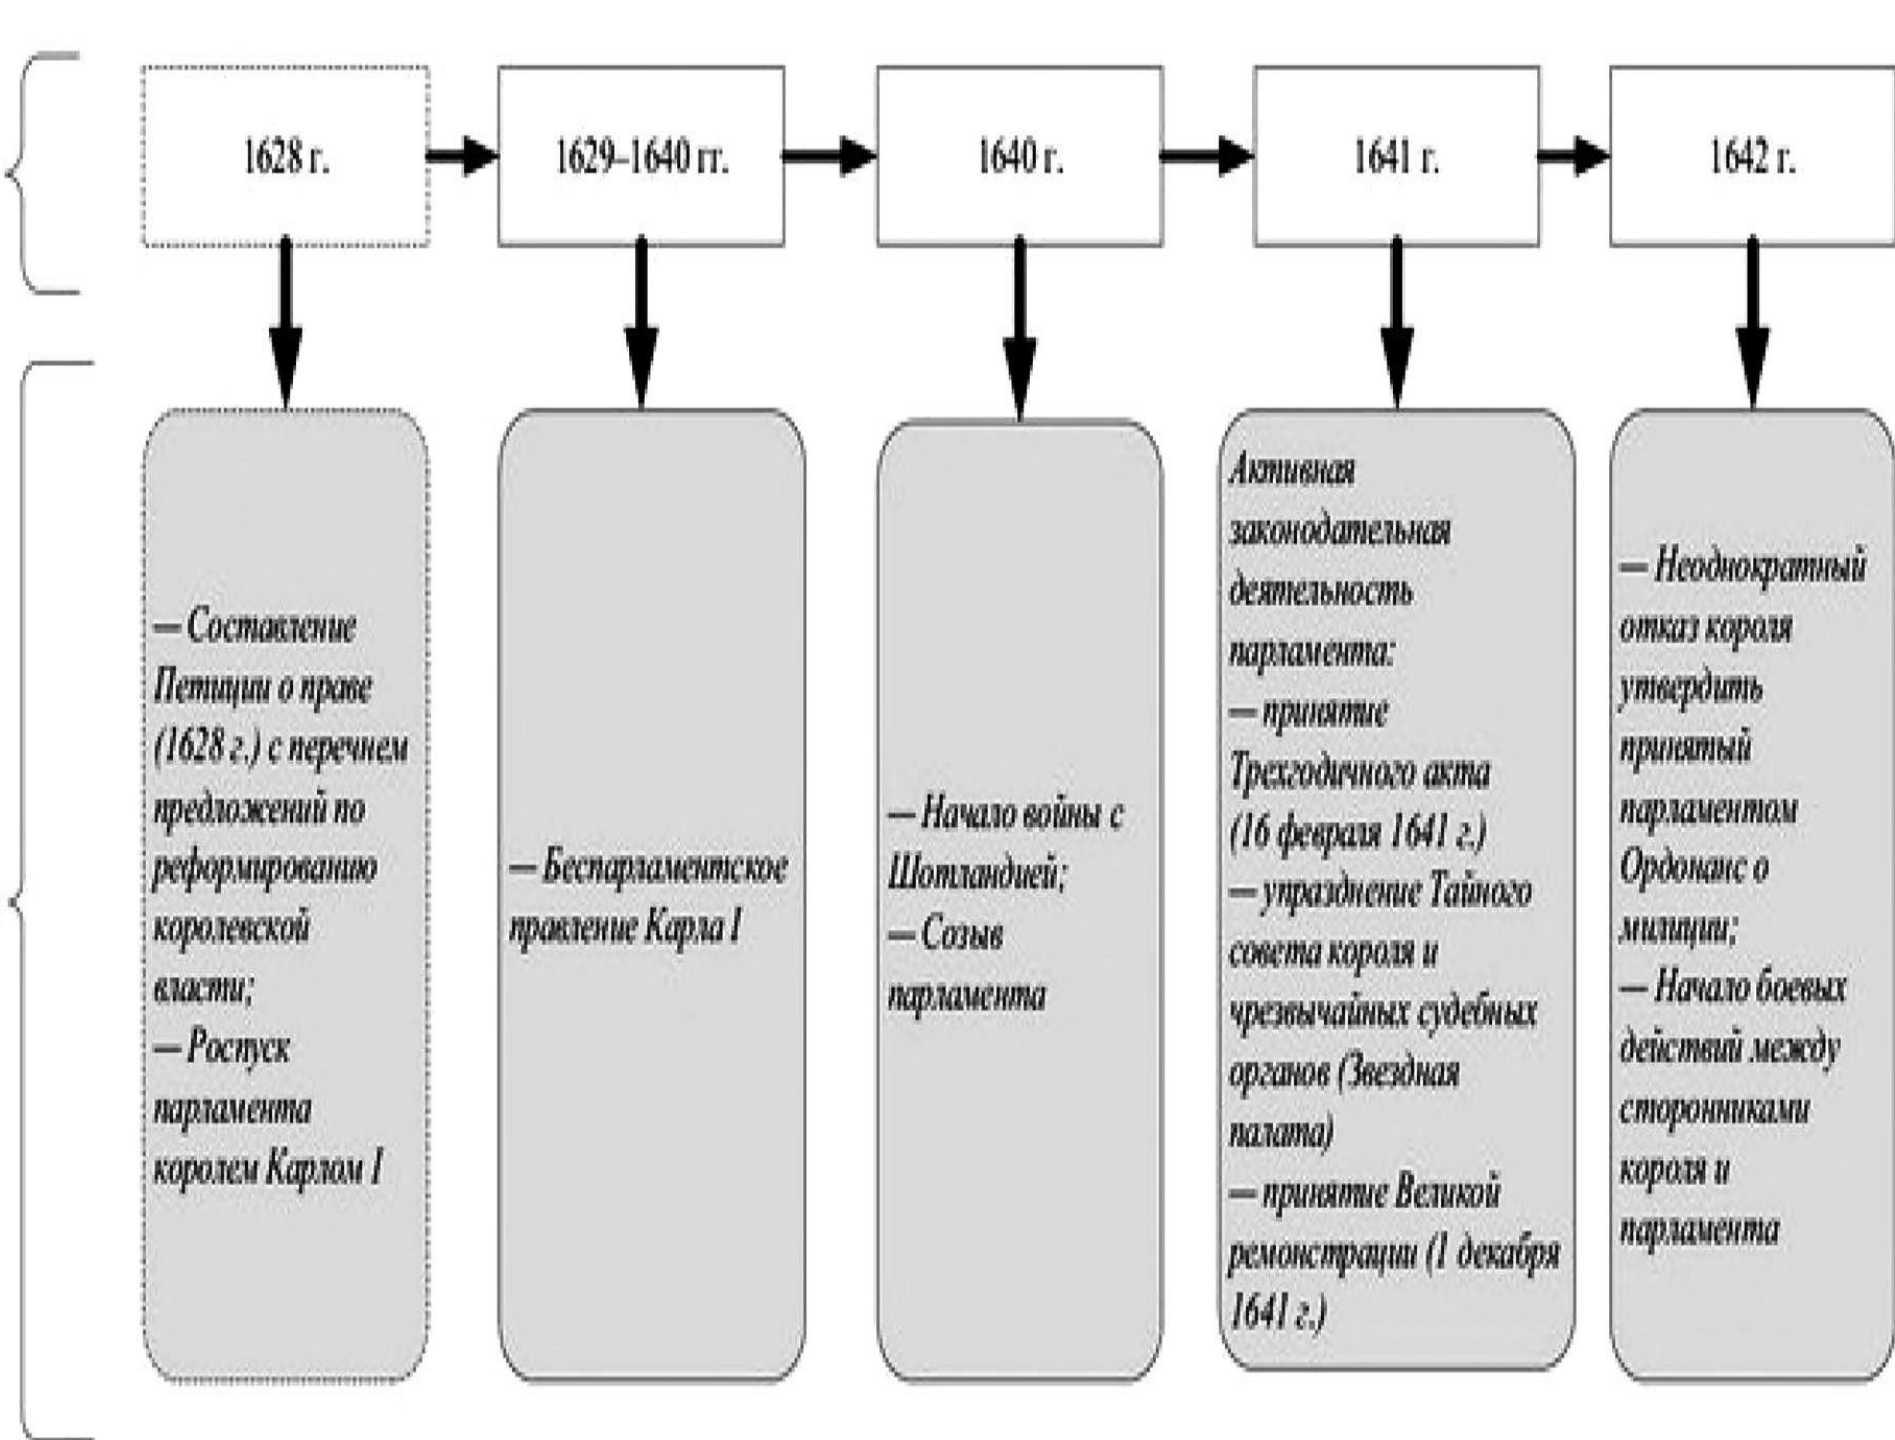 1628 г.
1629–1640 гг.
1640 г.
1641 г.
1642 г.
— Составление
Петиции о праве
(1628 г.) с перечнем
предложений по
реформированию
королевской
власти;
— Роспуск
парламента
королем Карлом I
— Беспарламентское
правление Карла I
— Начало войны с
Шотландией;
— Созыв
парламента
Активная
законодательная
деятельность
парламента:
— принятие
Трехгодичного акта
(16 февраля 1641 г.)
— упразднение Тайного
совета короля и
чрезвычайных судебных
органов (Звездная
палата)
— принятие Великой
ремонстрации (1 декабря
1641 г.)
— Неоднократный
отказ короля
утвердить
принятый
парламентом
Ордонанс о
милиции;
— Начало боевых
действий между
сторонниками
короля и
парламента